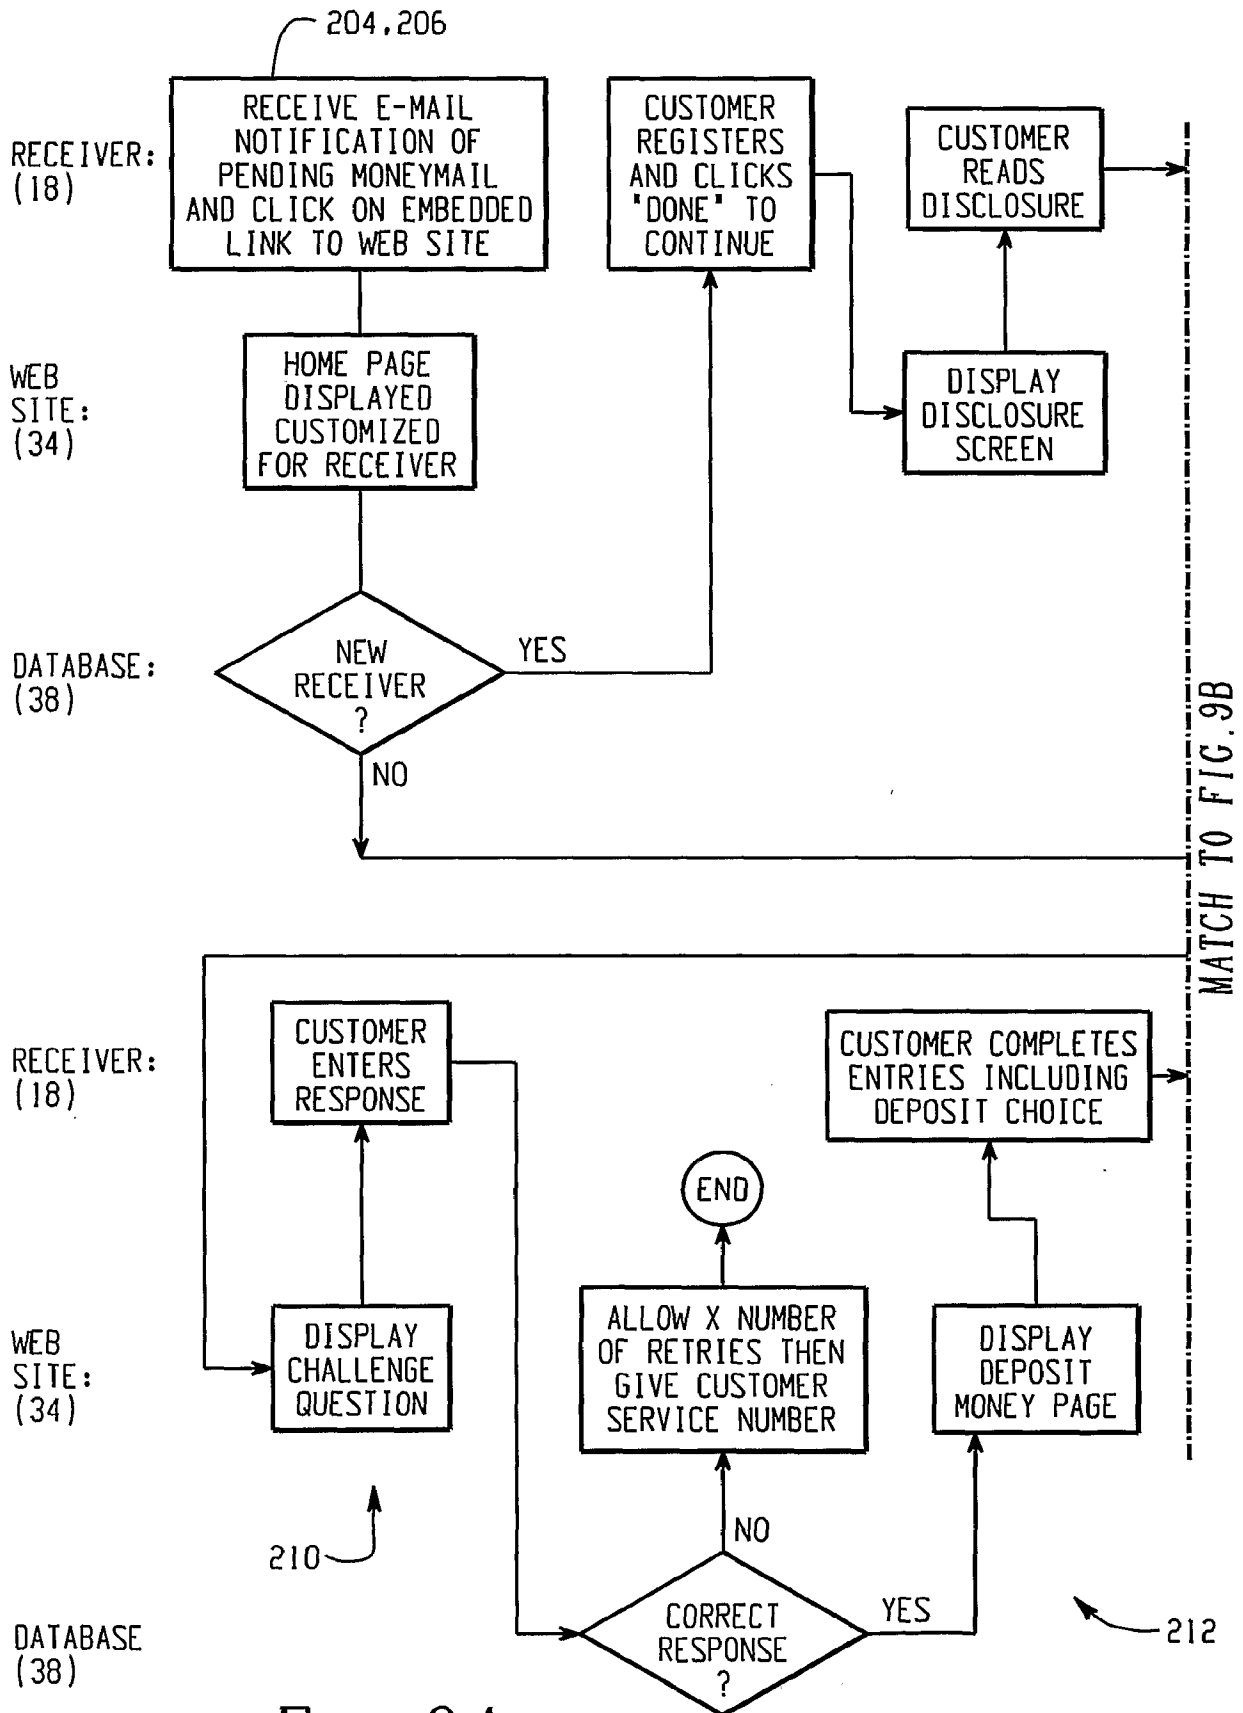 204,206
RECEIVER:
(18)
RECEIVE E-MAIL
NOTIFICATION OF
PENDING MONEYMAIL
AND CLICK ON EMBEDDED
LINK TO WEB SITE
CUSTOMER
REGISTERS
AND CLICKS
"DONE" TO
CONTINUE
CUSTOMER
READS
DISCLOSURE
WEB
SITE:
(34)
HOME PAGE
DISPLAYED
CUSTOMIZED
FOR RECEIVER
DISPLAY
DISCLOSURE
SCREEN
DATABASE:
(38)
NEW
RECEIVER
?
YES
NO
MATCH TO FIG.9B
RECEIVER:
(18)
CUSTOMER
ENTERS
RESPONSE
CUSTOMER COMPLETES
ENTRIES INCLUDING
DEPOSIT CHOICE
END
WEB
SITE:
(34)
DISPLAY
CHALLENGE
QUESTION
ALLOW X NUMBER
OF RETRIES THEN
GIVE CUSTOMER
SERVICE NUMBER
DISPLAY
DEPOSIT
MONEY PAGE
210
NO
DATABASE
(38)
CORRECT
RESPONSE
?
YES
212